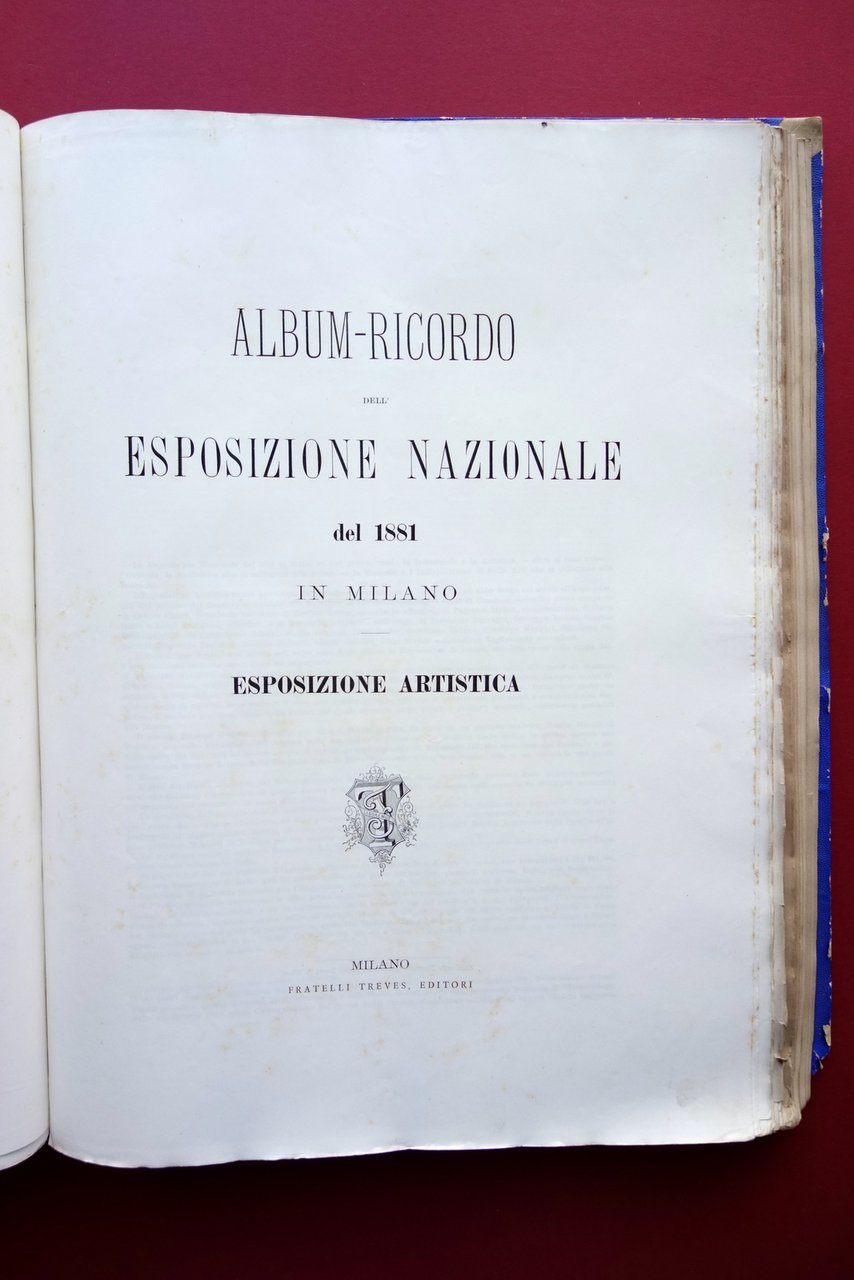 ALBUM-RICORDO
DELL'
ESPOSIZIONE NAZIONALE
del 1881
IN MILANO
ESPOSIZIONE ARTISTICA
MILANO
FRATELLI TREVES, EDITORI